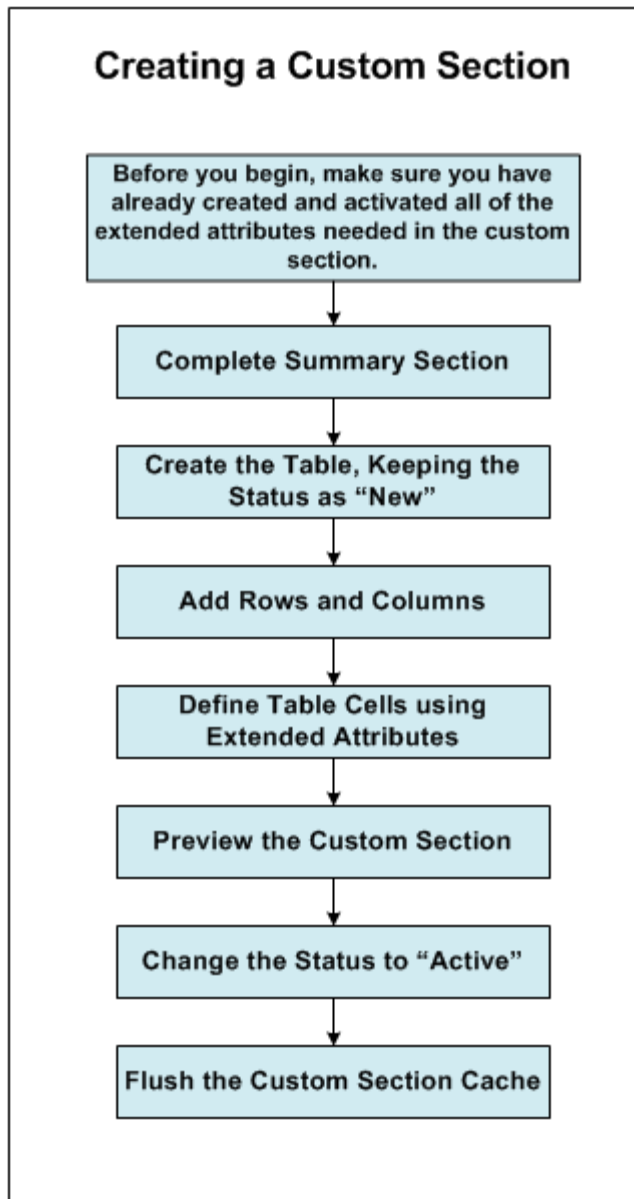 Creating a Custom Section
Before you begin, make sure you have
already created and activated all of the
extended attributes needed in the custom
section.
Complete Summary Section
Create the Table, Keeping the
Status as “New”
Add Rows and Columns
Define Table Cells using
Extended Attributes
Preview the Custom Section
Change the Status to “Active”
Flush the Custom Section Cache